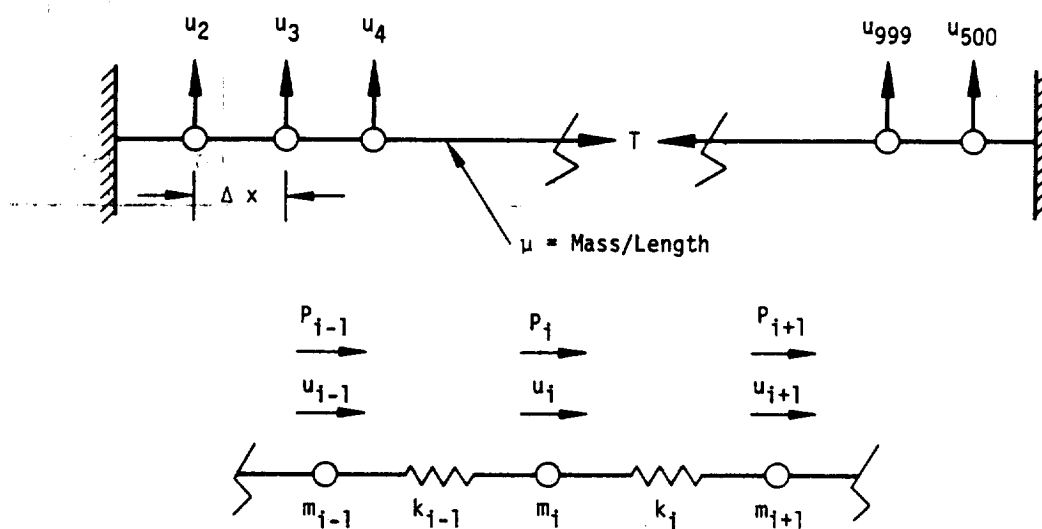 u2 u3 u4 u999 u500
T
Δ x
μ = Mass/Length
Pi-1 Pi Pi+1
ui-1 ui ui+1
mi-1 ki-1 mi ki mi+1